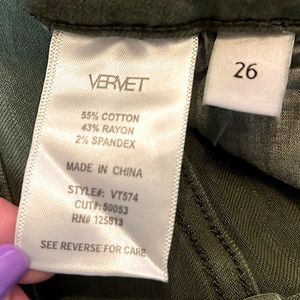 VERVET
55% COTTON
43% RAYON
2% SPANDEX
MADE IN CHINA
STYLE#: VT574
CUT#: 50053
RN#: 125813
SEE REVERSE FOR CARE
26